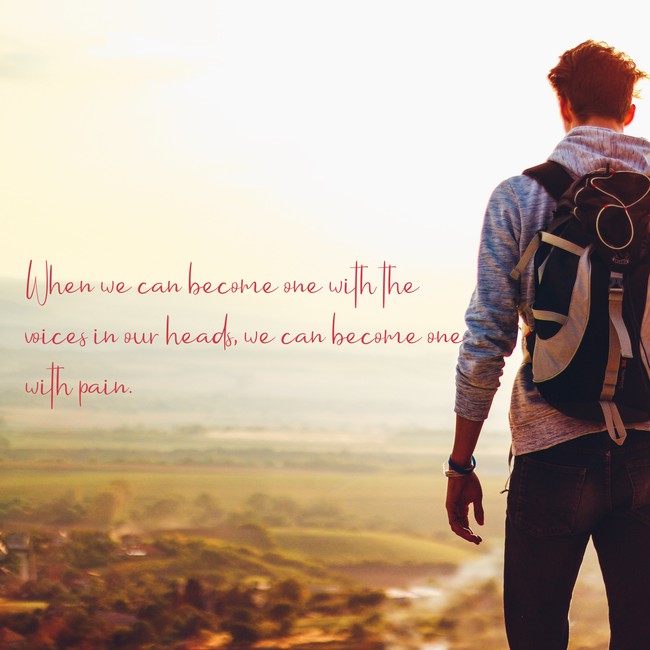 When we can become one with the
voices in our heads, we can become one
with pain.